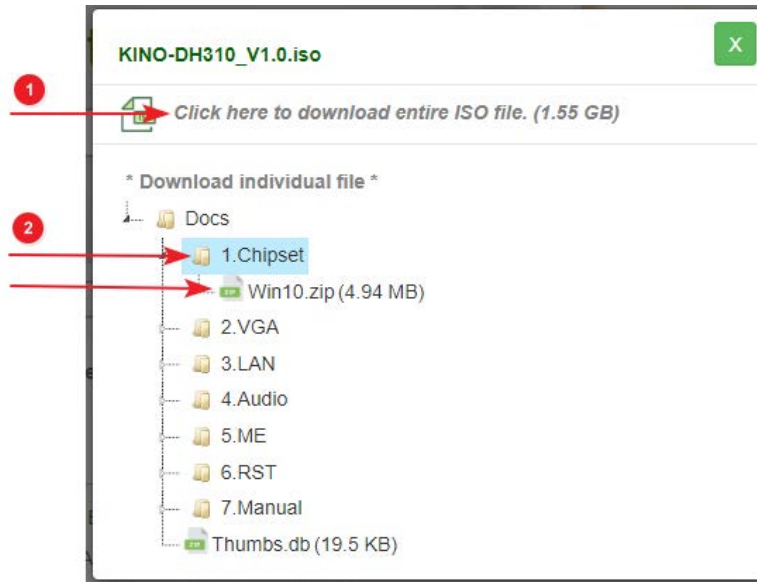 KINO-DH310_V1.0.iso
X
1
Click here to download entire ISO file. (1.55 GB)
* Download individual file *
Docs
2
1.Chipset
Win10.zip (4.94 MB)
2.VGA
3.LAN
4.Audio
5.ME
6.RST
7.Manual
Thumbs.db (19.5 KB)